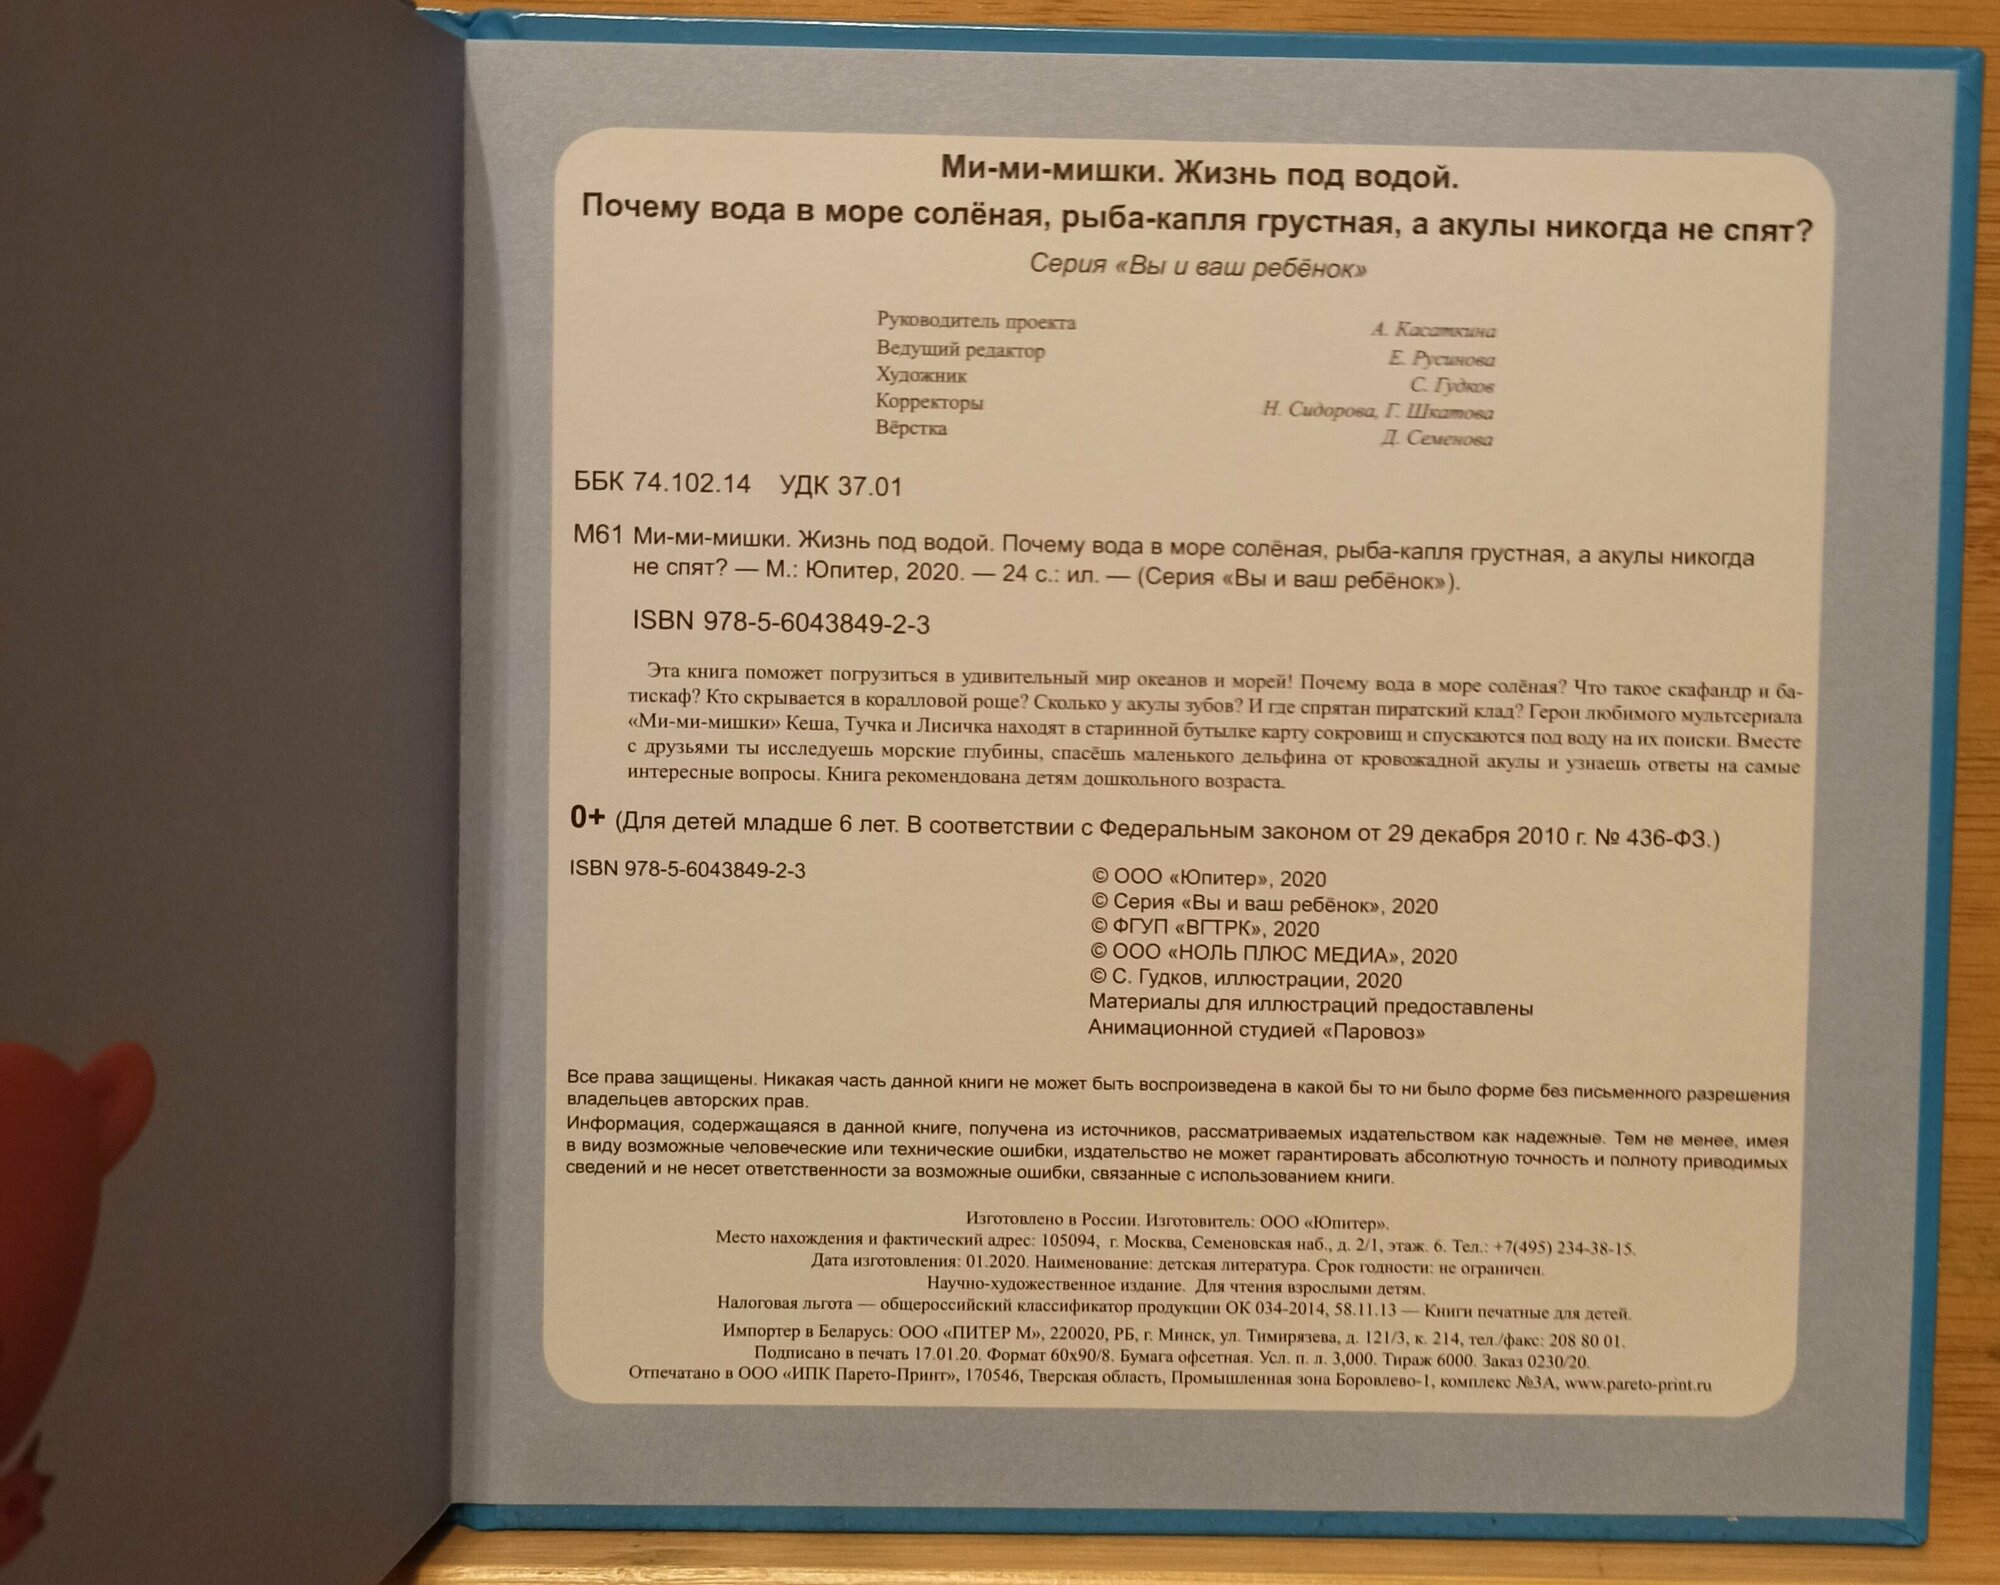 Ми-ми-мишки. Жизнь под водой.
Почему вода в море солёная, рыба-капля грустная, а акулы никогда не спят?
Серия «Вы и ваш ребёнок»
Руководитель проекта А. Касаткина
Ведущий редактор Е. Русинова
Художник С. Гудков
Корректоры Н. Сидорова, Г. Шкатова
Вёрстка Д. Семенова
ББК 74.102.14 УДК 37.01
М61 Ми-ми-мишки. Жизнь под водой. Почему вода в море солёная, рыба-капля грустная, а акулы никогда
не спят? — М.: Юпитер, 2020. — 24 с.: ил. — (Серия «Вы и ваш ребёнок»).
ISBN 978-5-6043849-2-3
Эта книга поможет погрузиться в удивительный мир океанов и морей! Почему вода в море солёная? Что такое скафандр и ба-
тискаф? Кто скрывается в коралловой роще? Сколько у акулы зубов? И где спрятан пиратский клад? Герои любимого мультсериала
«Ми-ми-мишки» Кеша, Тучка и Лисичка находят в старинной бутылке карту сокровищ и спускаются под воду на их поиски. Вместе
с друзьями ты исследуешь морские глубины, спасёшь маленького дельфина от кровожадной акулы и узнаешь ответы на самые
интересные вопросы. Книга рекомендована детям дошкольного возраста.
0+ (Для детей младше 6 лет. В соответствии с Федеральным законом от 29 декабря 2010 г. № 436-ФЗ.)
ISBN 978-5-6043849-2-3
© ООО «Юпитер», 2020
© Серия «Вы и ваш ребёнок», 2020
© ФГУП «ВГТРК», 2020
© ООО «НОЛЬ ПЛЮС МЕДИА», 2020
© С. Гудков, иллюстрации, 2020
Материалы для иллюстраций предоставлены
Анимационной студией «Паровоз»
Все права защищены. Никакая часть данной книги не может быть воспроизведена в какой бы то ни было форме без письменного разрешения
владельцев авторских прав.
Информация, содержащаяся в данной книге, получена из источников, рассматриваемых издательством как надежные. Тем не менее, имея
в виду возможные человеческие или технические ошибки, издательство не может гарантировать абсолютную точность и полноту приводимых
сведений и не несет ответственности за возможные ошибки, связанные с использованием книги.
Изготовлено в России. Изготовитель: ООО «Юпитер».
Место нахождения и фактический адрес: 105094, г. Москва, Семеновская наб., д. 2/1, этаж. 6. Тел.: +7(495) 234-38-15.
Дата изготовления: 01.2020. Наименование: детская литература. Срок годности: не ограничен.
Научно-художественное издание. Для чтения взрослыми детям.
Налоговая льгота — общероссийский классификатор продукции ОК 034-2014, 58.11.13 — Книги печатные для детей.
Импортер в Беларусь: ООО «ПИТЕР М», 220020, РБ, г. Минск, ул. Тимирязева, д. 121/3, к. 214, тел./факс: 208 80 01.
Подписано в печать 17.01.20. Формат 60х90/8. Бумага офсетная. Усл. п. л. 3,000. Тираж 6000. Заказ 0230/20.
Отпечатано в ООО «ИПК Парето-Принт», 170546, Тверская область, Промышленная зона Боровлево-1, комплекс №3А, www.pareto-print.ru